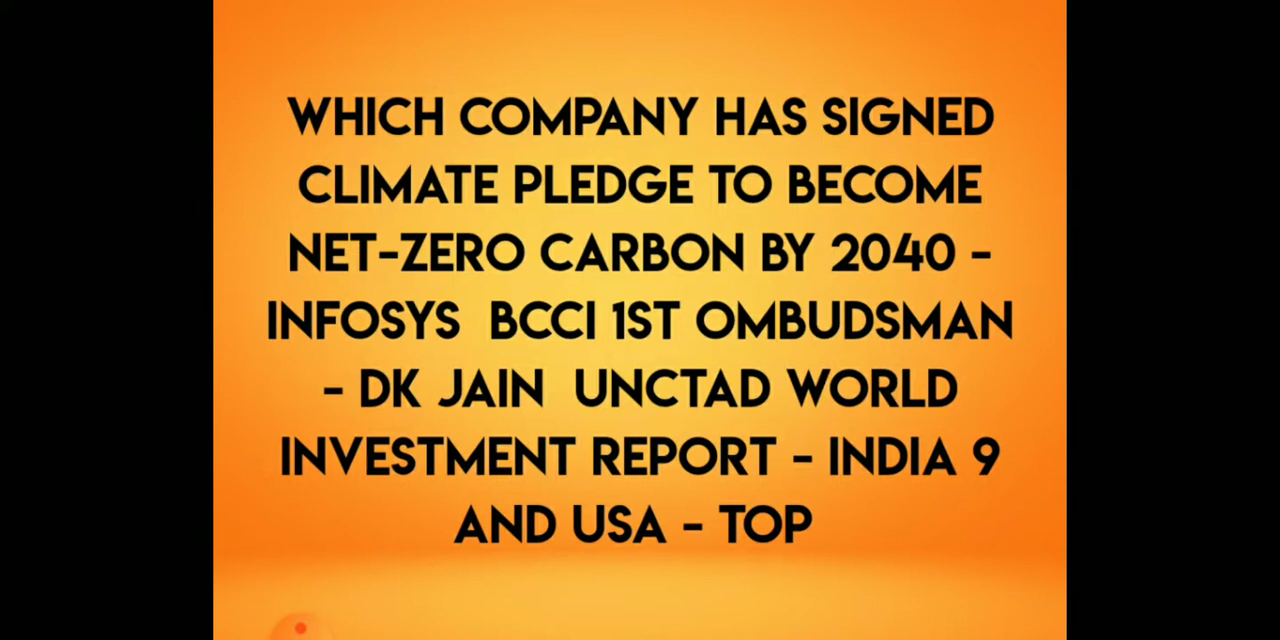 WHICH COMPANY HAS SIGNED
CLIMATE PLEDGE TO BECOME
NET-ZERO CARBON BY 2040 -
INFOSYS BCCI 1ST OMBUDSMAN
- DK JAIN UNCTAD WORLD
INVESTMENT REPORT - INDIA 9
AND USA - TOP